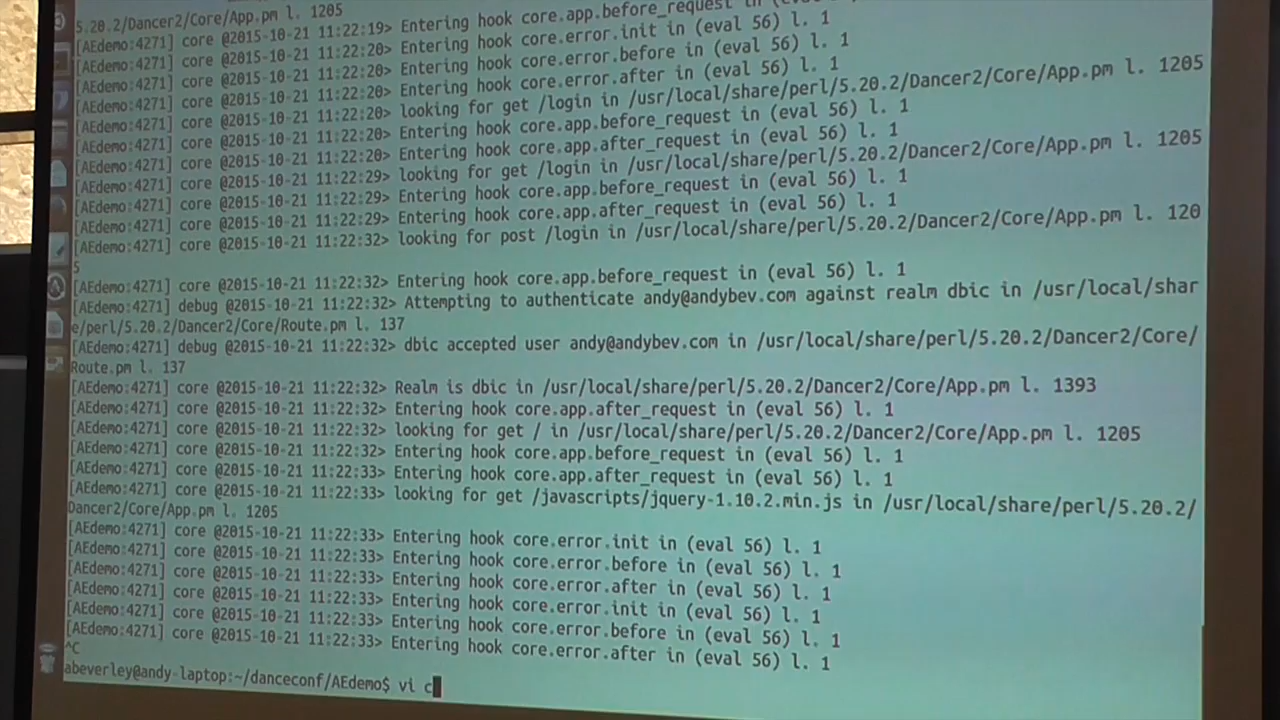 5.20.2/Dancer2/Core/App.pm l. 1205
[AEdemo:4271] core @2015-10-21 11:22:19> Entering hook core.app.before_request in (eval 56) l. 1
[AEdemo:4271] core @2015-10-21 11:22:20> Entering hook core.error.init in (eval 56) l. 1
[AEdemo:4271] core @2015-10-21 11:22:20> Entering hook core.error.before in (eval 56) l. 1
[AEdemo:4271] core @2015-10-21 11:22:20> Entering hook core.error.after in (eval 56) l. 1
[AEdemo:4271] core @2015-10-21 11:22:20> looking for get /login in /usr/local/share/perl/5.20.2/Dancer2/Core/App.pm l. 1205
[AEdemo:4271] core @2015-10-21 11:22:20> Entering hook core.app.before_request in (eval 56) l. 1
[AEdemo:4271] core @2015-10-21 11:22:20> Entering hook core.app.after_request in (eval 56) l. 1
[AEdemo:4271] core @2015-10-21 11:22:29> looking for get /login in /usr/local/share/perl/5.20.2/Dancer2/Core/App.pm l. 1205
[AEdemo:4271] core @2015-10-21 11:22:29> Entering hook core.app.before_request in (eval 56) l. 1
[AEdemo:4271] core @2015-10-21 11:22:29> Entering hook core.app.after_request in (eval 56) l. 1
[AEdemo:4271] core @2015-10-21 11:22:32> looking for post /login in /usr/local/share/perl/5.20.2/Dancer2/Core/App.pm l. 120
5
[AEdemo:4271] core @2015-10-21 11:22:32> Entering hook core.app.before_request in (eval 56) l. 1
[AEdemo:4271] debug @2015-10-21 11:22:32> Attempting to authenticate andy@andybev.com against realm dbic in /usr/local/shar
e/perl/5.20.2/Dancer2/Core/Route.pm l. 137
[AEdemo:4271] debug @2015-10-21 11:22:32> dbic accepted user andy@andybev.com in /usr/local/share/perl/5.20.2/Dancer2/Core/
Route.pm l. 137
[AEdemo:4271] core @2015-10-21 11:22:32> Realm is dbic in /usr/local/share/perl/5.20.2/Dancer2/Core/App.pm l. 1393
[AEdemo:4271] core @2015-10-21 11:22:32> Entering hook core.app.after_request in (eval 56) l. 1
[AEdemo:4271] core @2015-10-21 11:22:32> looking for get / in /usr/local/share/perl/5.20.2/Dancer2/Core/App.pm l. 1205
[AEdemo:4271] core @2015-10-21 11:22:32> Entering hook core.app.before_request in (eval 56) l. 1
[AEdemo:4271] core @2015-10-21 11:22:33> Entering hook core.app.after_request in (eval 56) l. 1
[AEdemo:4271] core @2015-10-21 11:22:33> looking for get /javascripts/jquery-1.10.2.min.js in /usr/local/share/perl/5.20.2/
Dancer2/Core/App.pm l. 1205
[AEdemo:4271] core @2015-10-21 11:22:33> Entering hook core.error.init in (eval 56) l. 1
[AEdemo:4271] core @2015-10-21 11:22:33> Entering hook core.error.before in (eval 56) l. 1
[AEdemo:4271] core @2015-10-21 11:22:33> Entering hook core.error.after in (eval 56) l. 1
[AEdemo:4271] core @2015-10-21 11:22:33> Entering hook core.error.init in (eval 56) l. 1
[AEdemo:4271] core @2015-10-21 11:22:33> Entering hook core.error.before in (eval 56) l. 1
[AEdemo:4271] core @2015-10-21 11:22:33> Entering hook core.error.after in (eval 56) l. 1
^C
abeverley@andy-laptop:~/danceconf/AEdemo$ vi c